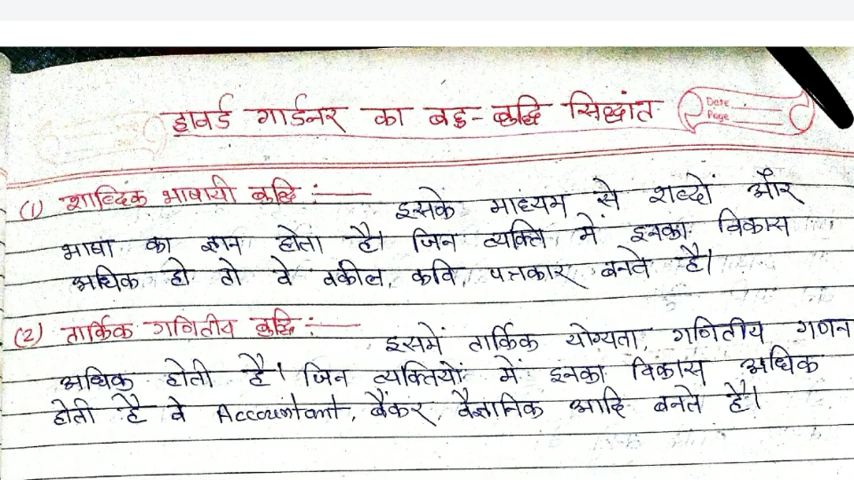 हावर्ड गार्डनर का बहु-बुद्धि सिद्धांत
Date
Page
(1) शाब्दिक भाषायी बुद्धि :— इसके माध्यम से शब्दों और
भाषा का ज्ञान होता है। जिन व्यक्ति में इनका विकास
अधिक हो तो वे वकील, कवि, पत्रकार बनते है।
(2) तार्किक गणितीय बुद्धि :— इसमें तार्किक योग्यता, गणितीय गणन
अधिक होती है। जिन व्यक्तियों में इनका विकास अधिक
होती है वे Accountant, बैंकर, वैज्ञानिक आदि बनते है।